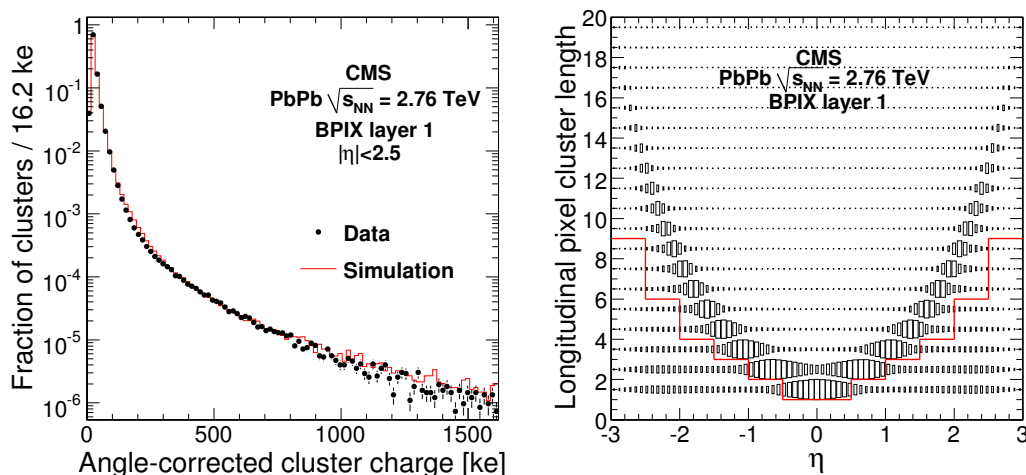 Fraction of clusters / 16.2 ke
1
10⁻¹
10⁻²
10⁻³
10⁻⁴
10⁻⁵
10⁻⁶
CMS
PbPb √s_NN = 2.76 TeV
BPIX layer 1
|η|<2.5
Data
Simulation
0 500 1000 1500
Angle-corrected cluster charge [ke]
Longitudinal pixel cluster length
20
18
16
14
12
10
8
6
4
2
0
CMS
PbPb √s_NN = 2.76 TeV
BPIX layer 1
-3 -2 -1 0 1 2 3
η